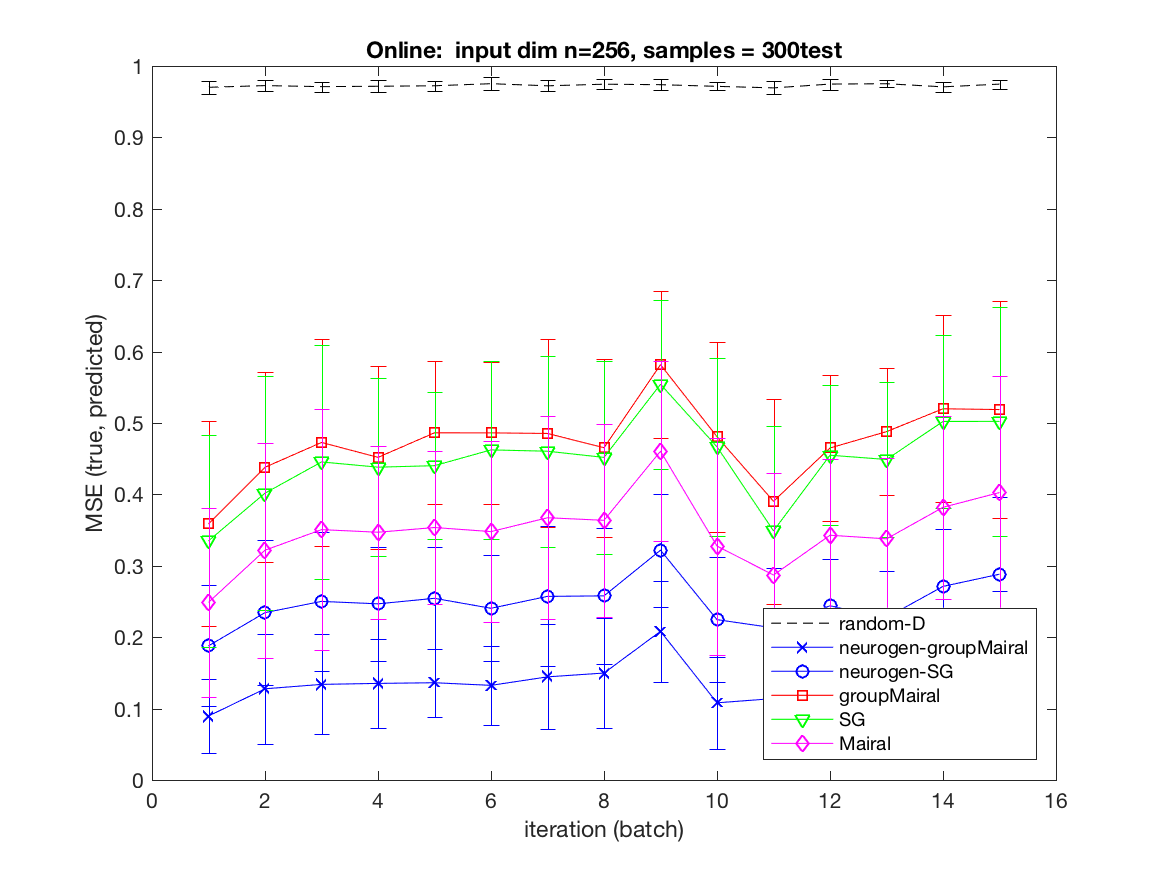 Online:  input dim n=256, samples = 300test
1
0.9
0.8
0.7
0.6
0.5
0.4
0.3
0.2
0.1
0
MSE (true, predicted)
random-D
neurogen-groupMairal
neurogen-SG
groupMairal
SG
Mairal
0 2 4 6 8 10 12 14 16
iteration (batch)